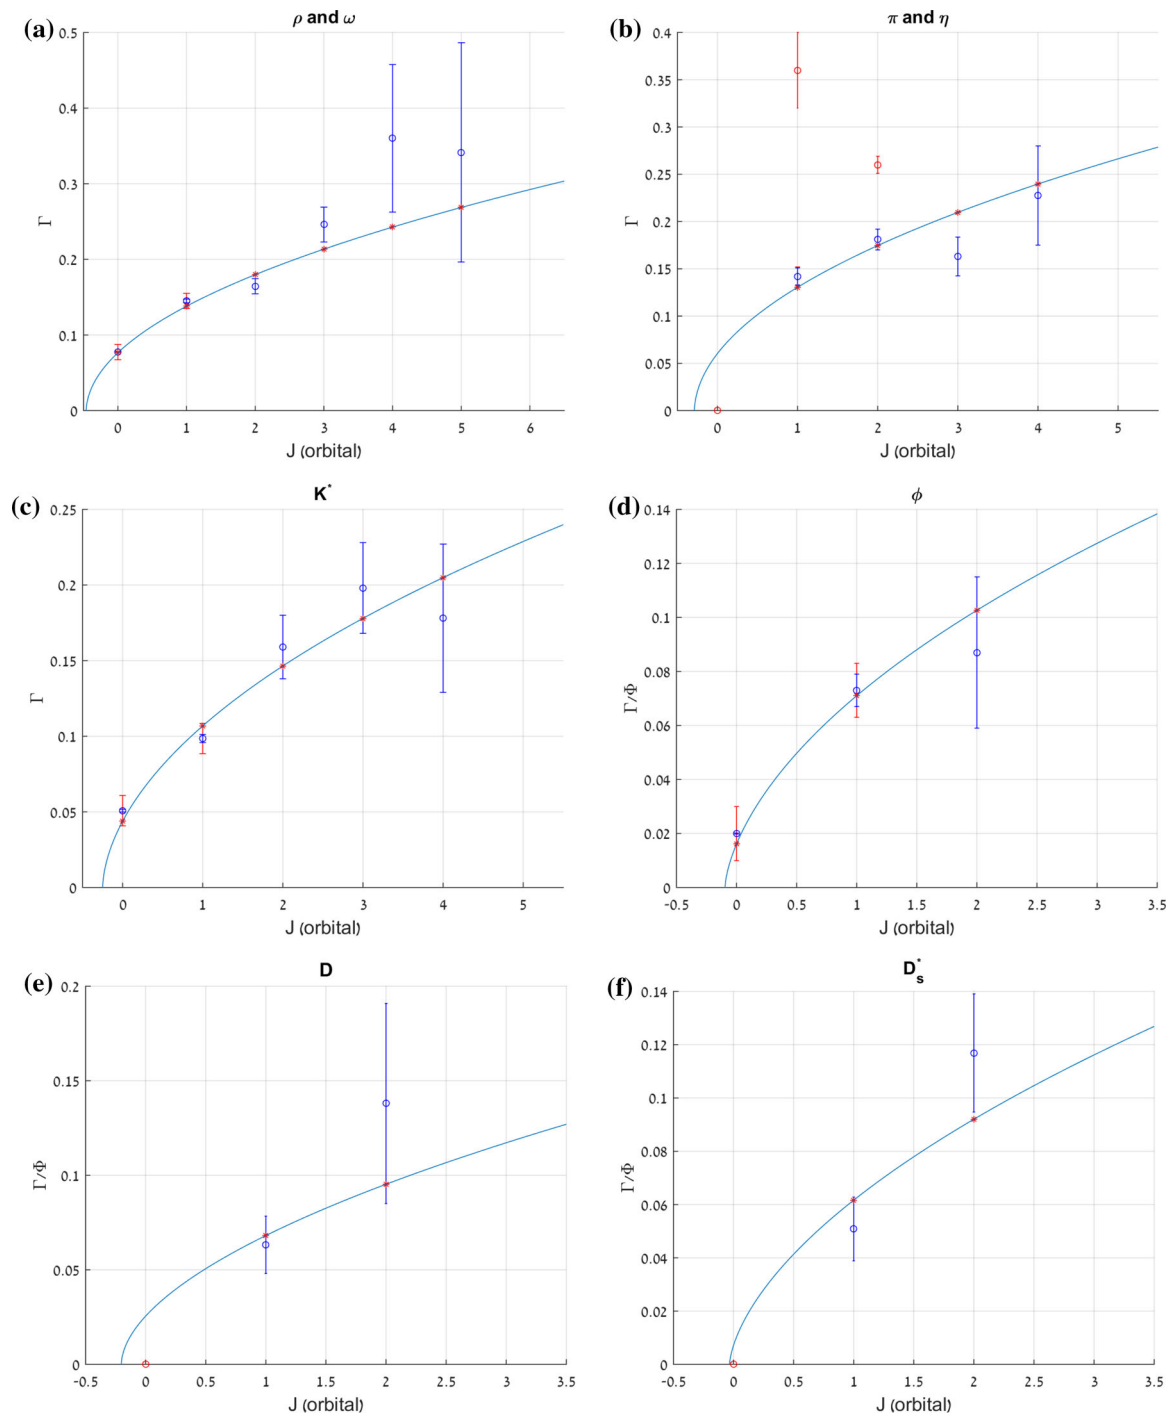 (a) ρ and ω
0.5
0.4
0.3
0.2
0.1
0
Γ
0 1 2 3 4 5 6
J (orbital)
(b) π and η
0.4
0.35
0.3
0.25
0.2
0.15
0.1
0.05
0
Γ
0 1 2 3 4 5
J (orbital)
(c) K*
0.25
0.2
0.15
0.1
0.05
0
Γ
0 1 2 3 4 5
J (orbital)
(d) ϕ
0.14
0.12
0.1
0.08
0.06
0.04
0.02
0
Γ/Φ
-0.5 0 0.5 1 1.5 2 2.5 3 3.5
J (orbital)
(e) D
0.2
0.15
0.1
0.05
0
Γ/Φ
-0.5 0 0.5 1 1.5 2 2.5 3 3.5
J (orbital)
(f) D*s
0.14
0.12
0.1
0.08
0.06
0.04
0.02
0
Γ/Φ
-0.5 0 0.5 1 1.5 2 2.5 3 3.5
J (orbital)